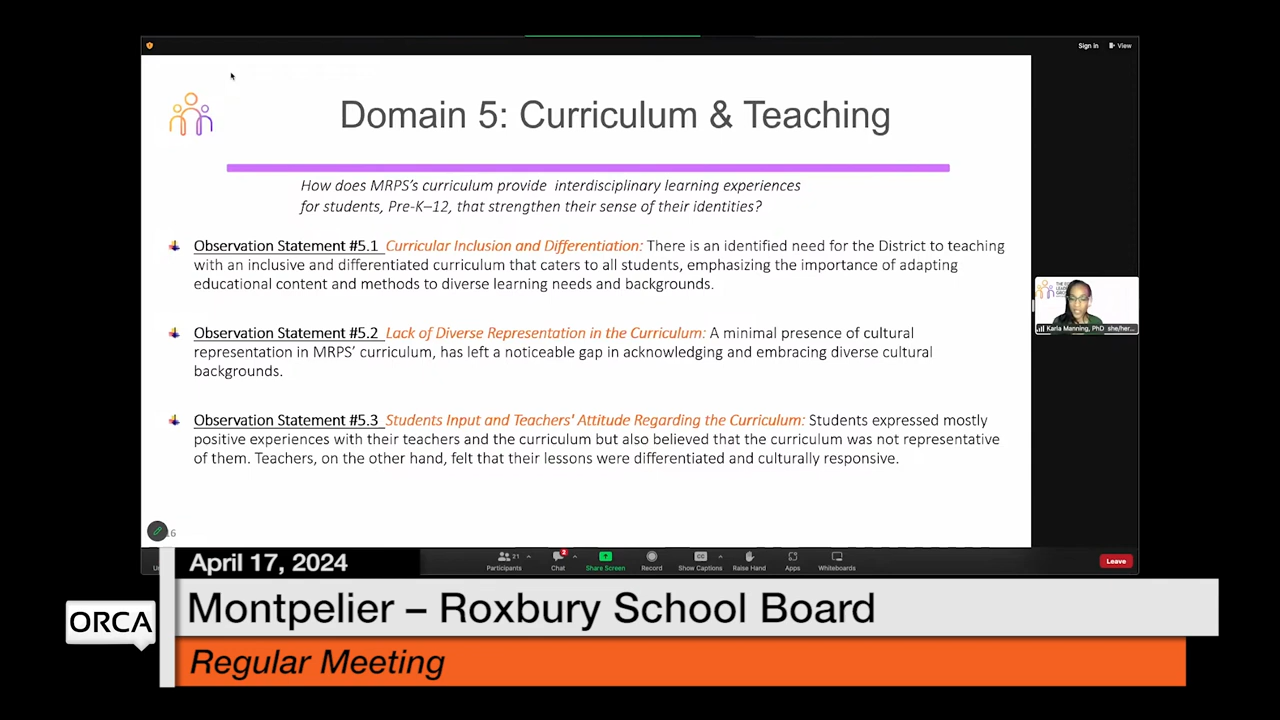 Sign in
View
Domain 5: Curriculum & Teaching
How does MRPS's curriculum provide interdisciplinary learning experiences
for students, Pre-K–12, that strengthen their sense of their identities?
Observation Statement #5.1 Curricular Inclusion and Differentiation: There is an identified need for the District to teaching
with an inclusive and differentiated curriculum that caters to all students, emphasizing the importance of adapting
educational content and methods to diverse learning needs and backgrounds.
Observation Statement #5.2 Lack of Diverse Representation in the Curriculum: A minimal presence of cultural
representation in MRPS' curriculum, has left a noticeable gap in acknowledging and embracing diverse cultural
backgrounds.
Observation Statement #5.3 Students Input and Teachers' Attitude Regarding the Curriculum: Students expressed mostly
positive experiences with their teachers and the curriculum but also believed that the curriculum was not representative
of them. Teachers, on the other hand, felt that their lessons were differentiated and culturally responsive.
16
Karla Manning, PhD she/her...
21
2
CC
Participants
Chat
Share Screen
Record
Show Captions
Raise Hand
Apps
Whiteboards
Leave
April 17, 2024
ORCA
Montpelier – Roxbury School Board
Regular Meeting